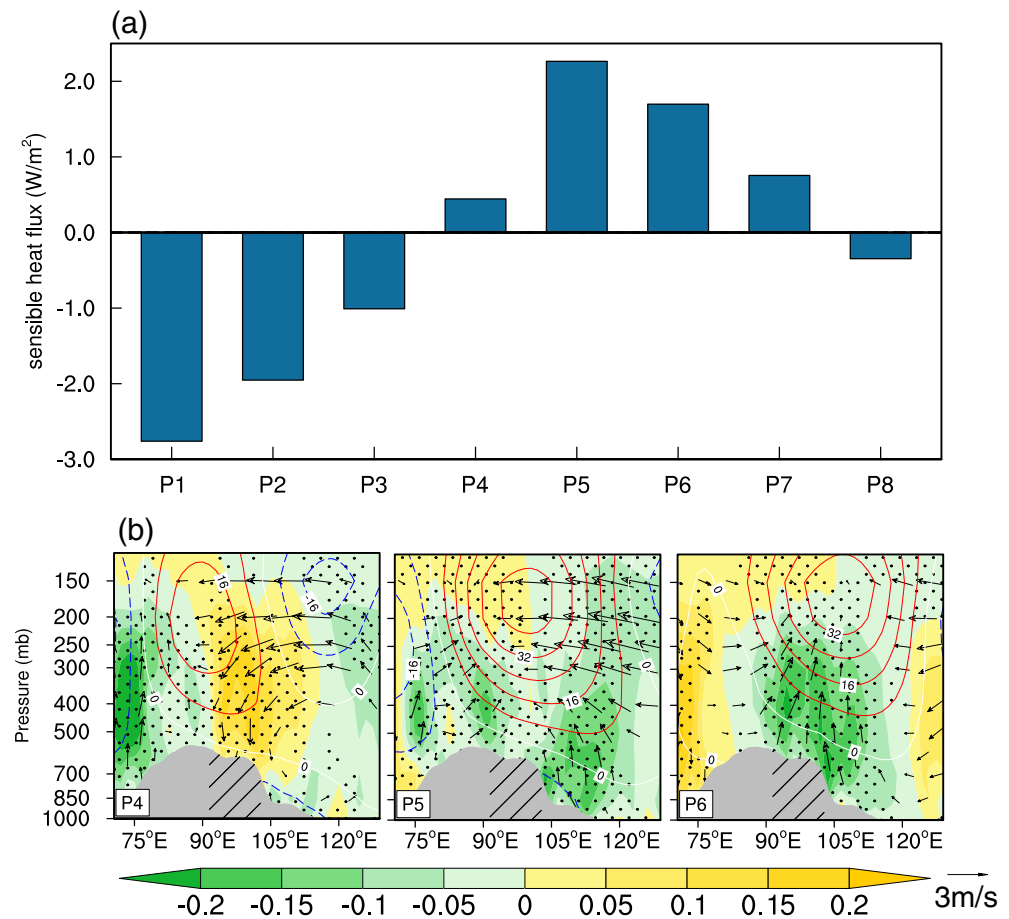 (a)
sensible heat flux (W/m²)
2.0
1.0
0.0
-1.0
-2.0
-3.0
P1 P2 P3 P4 P5 P6 P7 P8
(b)
Pressure (mb)
150
200
250
300
400
500
700
850
1000
16
-16
0
0
P4
75°E 90°E 105°E 120°E
-16
32
16
0
0
P5
75°E 90°E 105°E 120°E
0
32
16
0
P6
75°E 90°E 105°E 120°E
-0.2 -0.15 -0.1 -0.05 0 0.05 0.1 0.15 0.2
3m/s